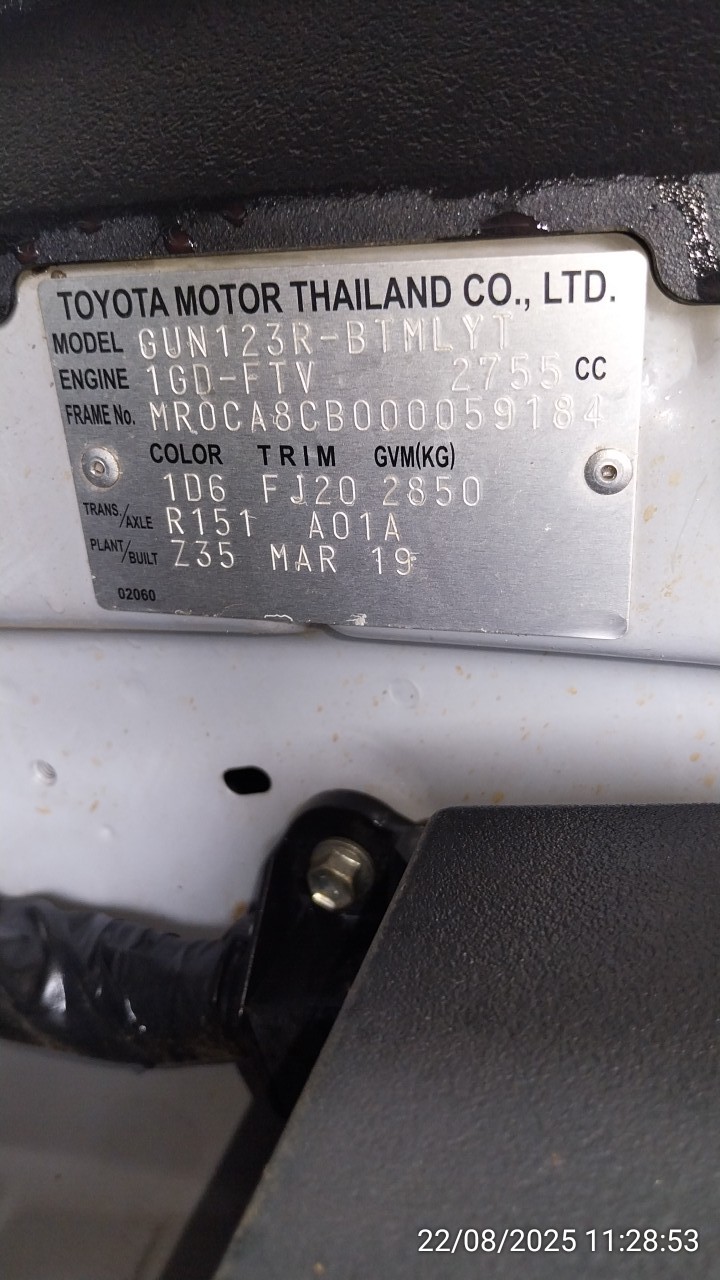 TOYOTA MOTOR THAILAND CO., LTD.
MODEL GUN123R-BTMLYT
ENGINE 1GD-FTV 2755 CC
FRAME No. MR0CA8CB000059184
COLOR TRIM GVM(KG)
1D6 FJ20 2850
TRANS./AXLE R151 A01A
PLANT/BUILT Z35 MAR 19
02060
22/08/2025 11:28:53